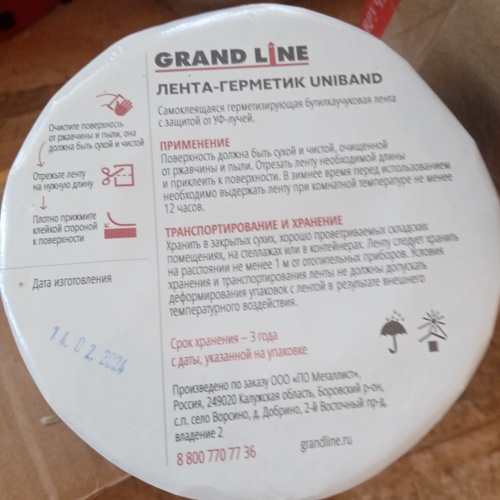 GRAND LINE
ЛЕНТА-ГЕРМЕТИК UNIBAND
Самоклеящаяся герметизирующая бутилкаучуковая лента
с защитой от УФ-лучей.
Очистите поверхность
от ржавчины и пыли, она
должна быть сухой и чистой
Отрежьте ленту
на нужную длину
Плотно прижмите
клейкой стороной
к поверхности
Дата изготовления
14.02.2024
ПРИМЕНЕНИЕ
Поверхность должна быть сухой и чистой, очищенной
от ржавчины и пыли. Отрезать ленту необходимой длины
и приклеить к поверхности. В зимнее время перед использованием
необходимо выдержать ленту при комнатной температуре не менее
12 часов.
ТРАНСПОРТИРОВАНИЕ И ХРАНЕНИЕ
Хранить в закрытых сухих, хорошо проветриваемых складских
помещениях, на стеллажах или в контейнерах. Ленту следует хранить
на расстоянии не менее 1 м от отопительных приборов. Условия
хранения и транспортирования ленты не должны допускать
деформирования упаковок с лентой в результате внешнего
температурного воздействия.
Срок хранения – 3 года
с даты, указанной на упаковке
Произведено по заказу ООО «ПО Металлист»,
Россия, 249020 Калужская область, Боровский р-он,
с.п. село Ворсино, д. Добрино, 2-й Восточный пр-д,
владение 2
8 800 770 77 36
grandline.ru